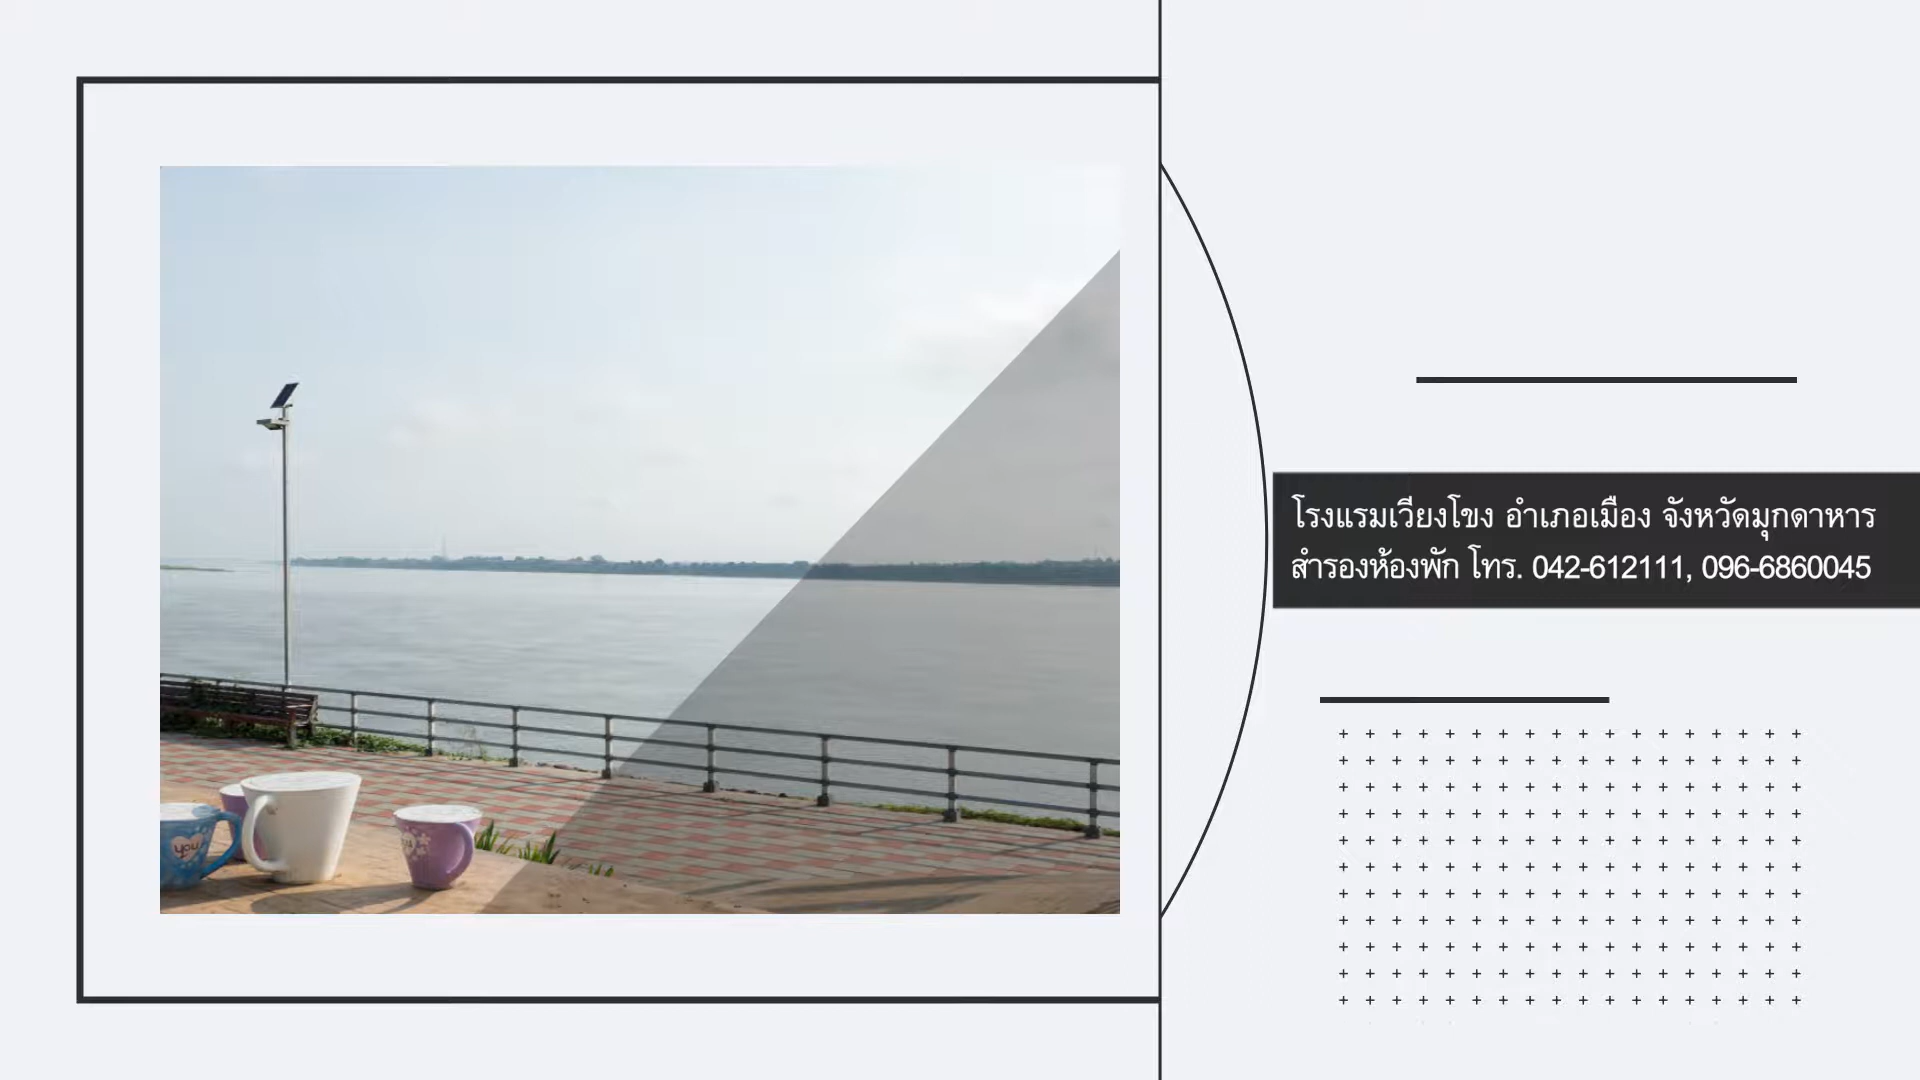 โรงแรมเวียงโขง อำเภอเมือง จังหวัดมุกดาหาร
สำรองห้องพัก โทร. 042-612111, 096-6860045
you